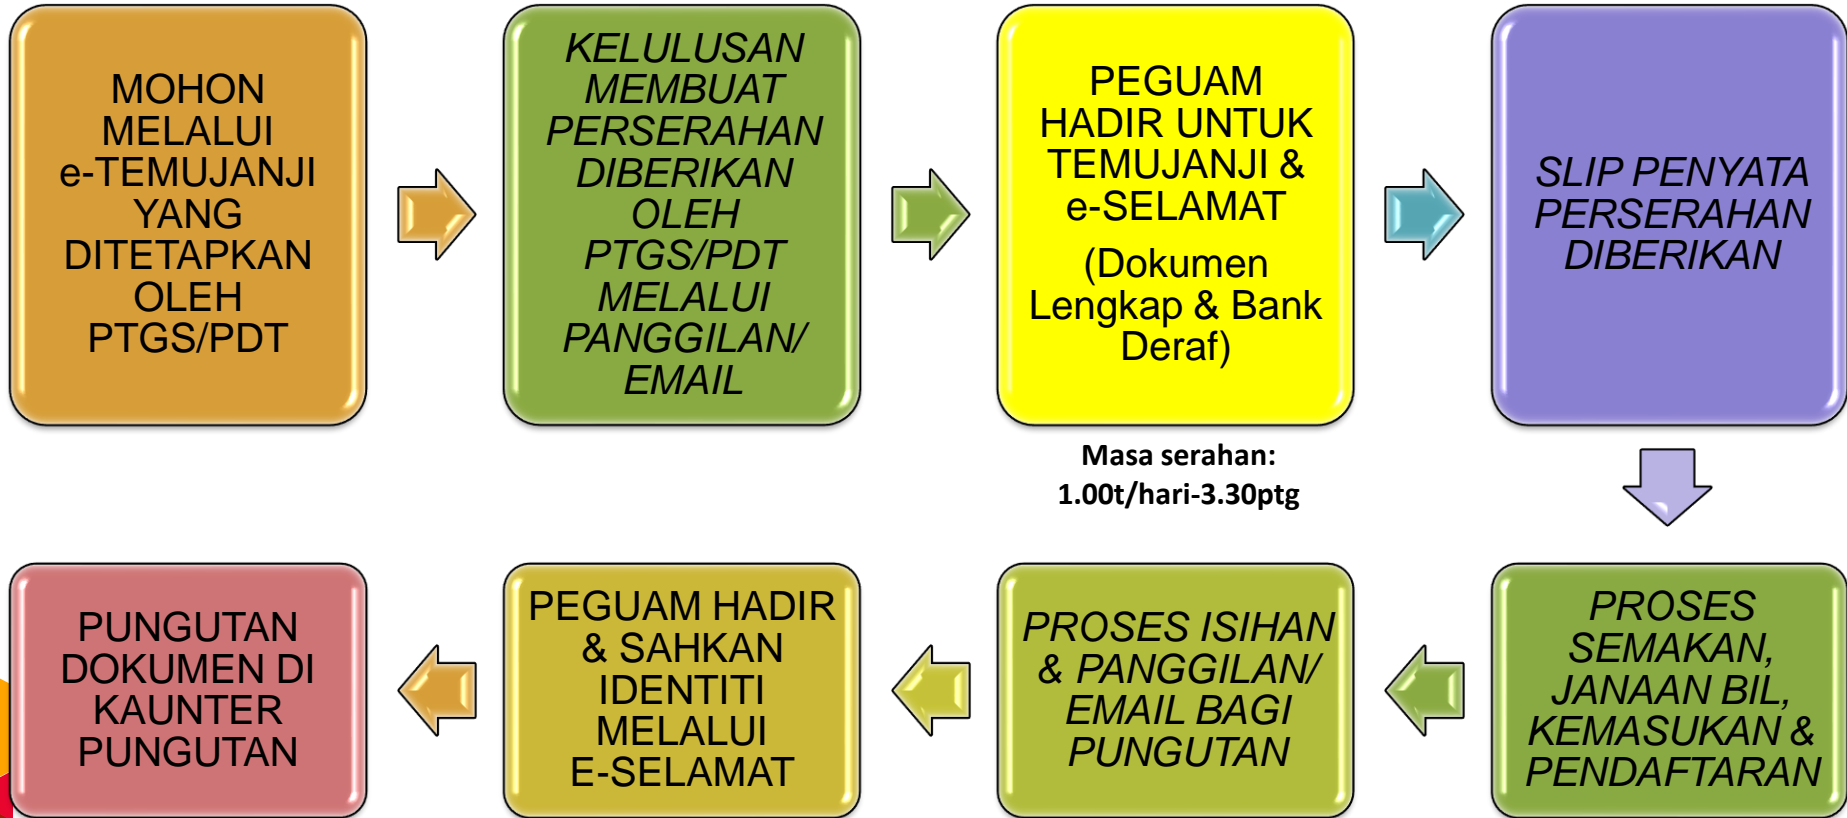 MOHON
MELALUI
e-TEMUJANJI
YANG
DITETAPKAN
OLEH
PTGS/PDT
KELULUSAN
MEMBUAT
PERSERAHAN
DIBERIKAN
OLEH
PTGS/PDT
MELALUI
PANGGILAN/
EMAIL
PEGUAM
HADIR UNTUK
TEMUJANJI &
e-SELAMAT
(Dokumen
Lengkap & Bank
Deraf)
Masa serahan:
1.00t/hari-3.30ptg
SLIP PENYATA
PERSERAHAN
DIBERIKAN
PROSES
SEMAKAN,
JANAAN BIL,
KEMASUKAN &
PENDAFTARAN
PROSES ISIHAN
& PANGGILAN/
EMAIL BAGI
PUNGUTAN
PEGUAM HADIR
& SAHKAN
IDENTITI
MELALUI
E-SELAMAT
PUNGUTAN
DOKUMEN DI
KAUNTER
PUNGUTAN